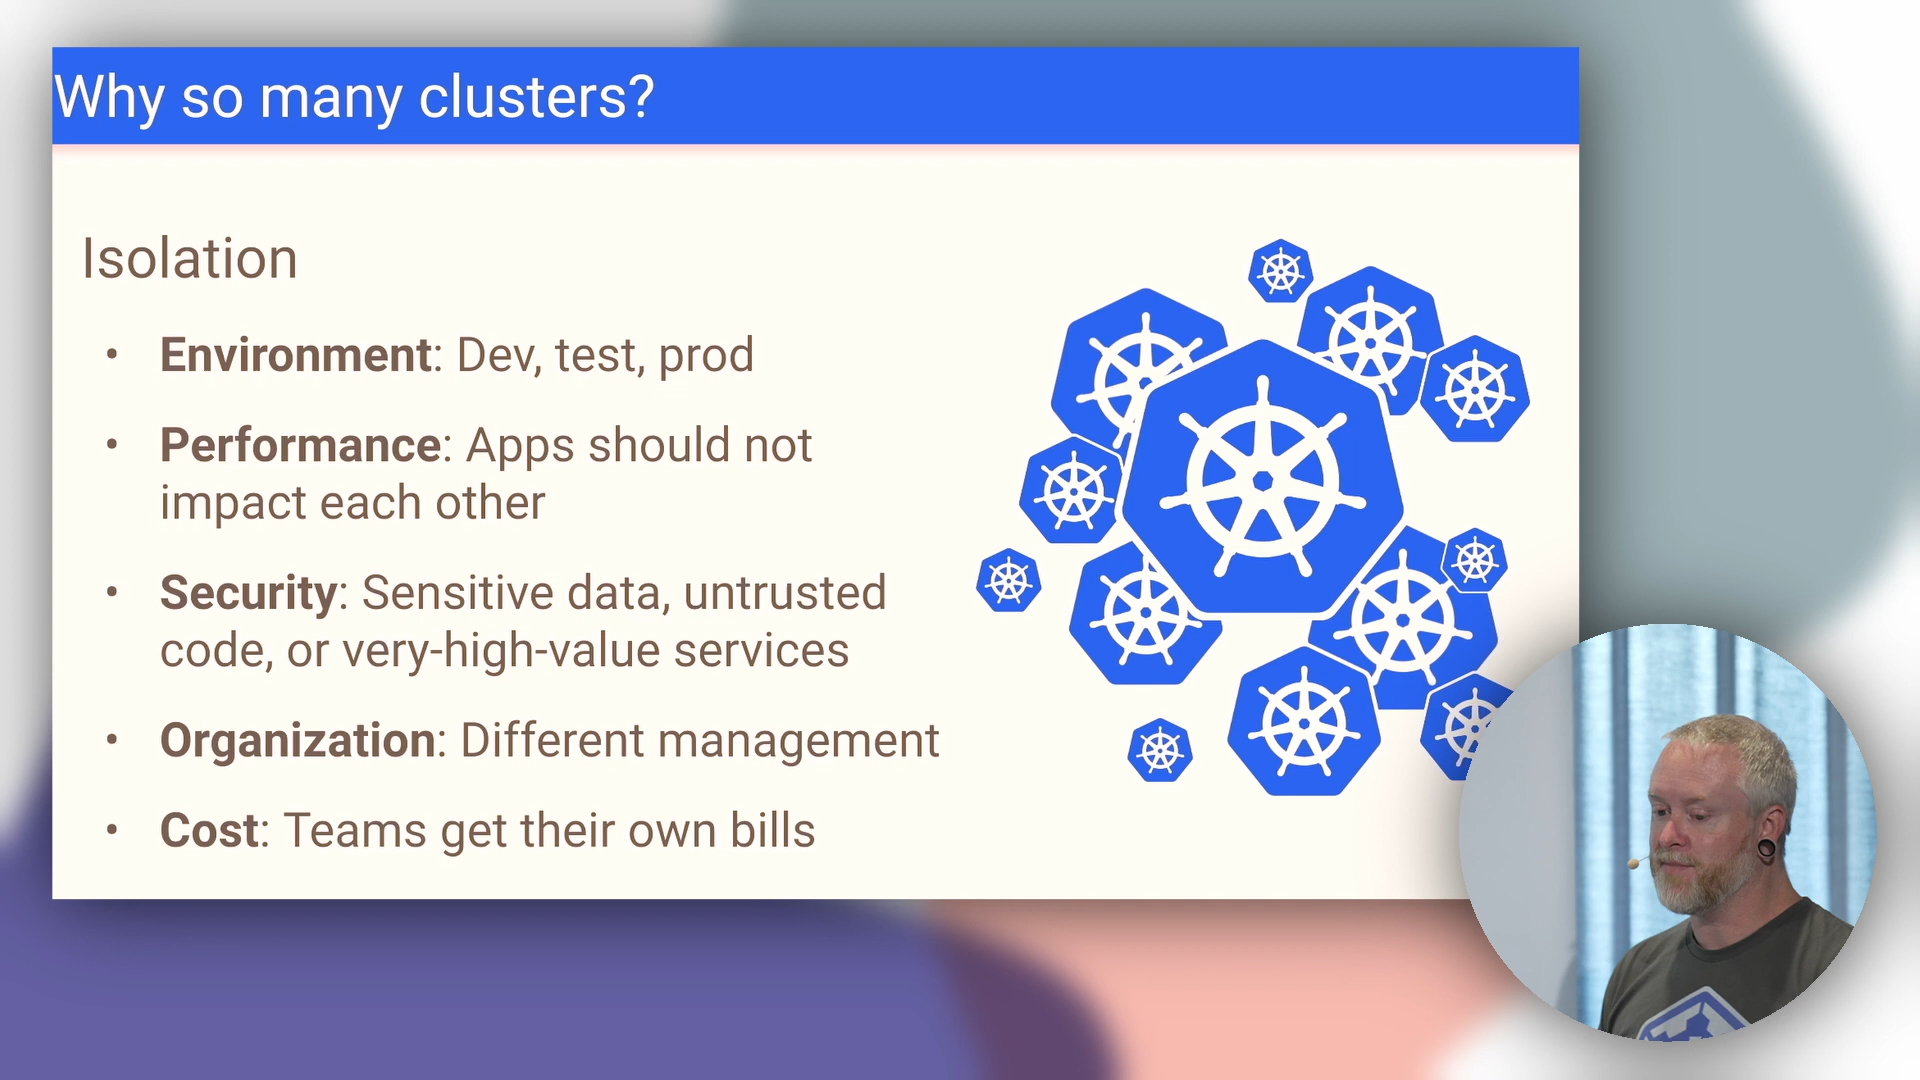 Why so many clusters?
Isolation
• Environment: Dev, test, prod
• Performance: Apps should not
impact each other
• Security: Sensitive data, untrusted
code, or very-high-value services
• Organization: Different management
• Cost: Teams get their own bills